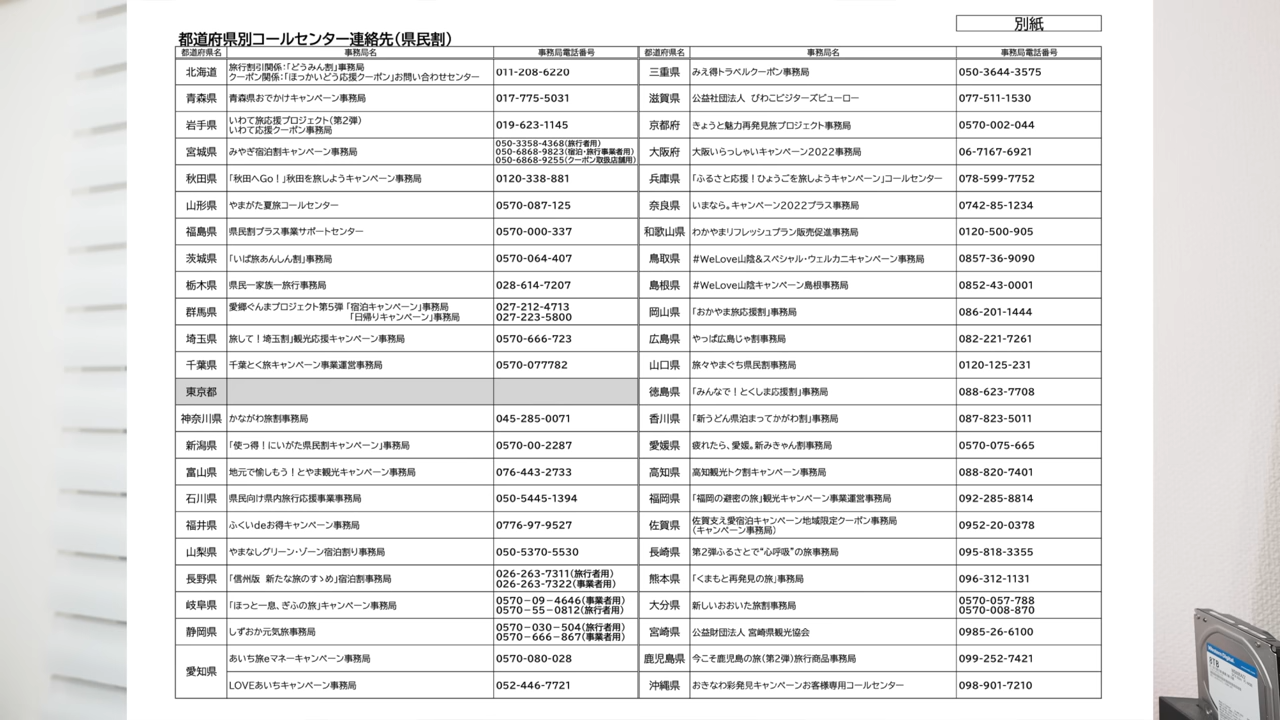 別紙
都道府県別コールセンター連絡先（県民割）
都道府県名 事務局名 事務局電話番号 都道府県名 事務局名 事務局電話番号
北海道 旅行割引関係：「どうみん割」事務局 クーポン関係：「ほっかいどう応援クーポン」お問い合わせセンター 011-208-6220 三重県 みえ得トラベルクーポン事務局 050-3644-3575
青森県 青森県おでかけキャンペーン事務局 017-775-5031 滋賀県 公益社団法人　びわこビジターズビューロー 077-511-1530
岩手県 いわて旅応援プロジェクト（第2弾） いわて応援クーポン事務局 019-623-1145 京都府 きょうと魅力再発見旅プロジェクト事務局 0570-002-044
宮城県 みやぎ宿泊割キャンペーン事務局 050-3358-4368（旅行者用） 050-6868-9823（宿泊・旅行事業者用） 050-6868-9255（クーポン取扱店舗用） 大阪府 大阪いらっしゃいキャンペーン2022事務局 06-7167-6921
秋田県 「秋田へGo！」秋田を旅しようキャンペーン事務局 0120-338-881 兵庫県 「ふるさと応援！ひょうごを旅しようキャンペーン」コールセンター 078-599-7752
山形県 やまがた夏旅コールセンター 0570-087-125 奈良県 いまなら。キャンペーン2022プラス事務局 0742-85-1234
福島県 県民割プラス事業サポートセンター 0570-000-337 和歌山県 わかやまリフレッシュプラン販売促進事務局 0120-500-905
茨城県 「いば旅あんしん割」事務局 0570-064-407 鳥取県 #WeLove山陰&スペシャル・ウェルカニキャンペーン事務局 0857-36-9090
栃木県 県民一家族一旅行事務局 028-614-7207 島根県 #WeLove山陰キャンペーン島根事務局 0852-43-0001
群馬県 愛郷ぐんまプロジェクト第5弾「宿泊キャンペーン」事務局 「日帰りキャンペーン」事務局 027-212-4713 027-223-5800 岡山県 「おかやま旅応援割」事務局 086-201-1444
埼玉県 旅して！埼玉割」観光応援キャンペーン事務局 0570-666-723 広島県 やっぱ広島じゃ割事務局 082-221-7261
千葉県 千葉とく旅キャンペーン事業運営事務局 0570-077782 山口県 旅々やまぐち県民割事務局 0120-125-231
東京都 徳島県 「みんなで！とくしま応援割」事務局 088-623-7708
神奈川県 かながわ旅割事務局 045-285-0071 香川県 「新うどん県泊まってかがわ割」事務局 087-823-5011
新潟県 「使っ得！にいがた県民割キャンペーン」事務局 0570-00-2287 愛媛県 疲れたら、愛媛。新みきゃん割事務局 0570-075-665
富山県 地元で愉しもう！とやま観光キャンペーン事務局 076-443-2733 高知県 高知観光トク割キャンペーン事務局 088-820-7401
石川県 県民向け県内旅行応援事業事務局 050-5445-1394 福岡県 「福岡の避密の旅」観光キャンペーン事業運営事務局 092-285-8814
福井県 ふくいdeお得キャンペーン事務局 0776-97-9527 佐賀県 佐賀支え愛宿泊キャンペーン地域限定クーポン事務局 （キャンペーン事務局） 0952-20-0378
山梨県 やまなしグリーン・ゾーン宿泊割り事務局 050-5370-5530 長崎県 第2弾ふるさとで“心呼吸”の旅事務局 095-818-3355
長野県 「信州版　新たな旅のすゝめ」宿泊割事務局 026-263-7311（旅行者用） 026-263-7322（事業者用） 熊本県 「くまもと再発見の旅」事務局 096-312-1131
岐阜県 「ほっと一息、ぎふの旅」キャンペーン事務局 0570－09－4646（事業者用） 0570－55－0812（旅行者用） 大分県 新しいおおいた旅割事務局 0570-057-788 0570-008-870
静岡県 しずおか元気旅事務局 0570－030－504（旅行者用） 0570－666－867（事業者用） 宮崎県 公益財団法人 宮崎県観光協会 0985-26-6100
愛知県 あいち旅eマネーキャンペーン事務局 0570-080-028 鹿児島県 今こそ鹿児島の旅（第2弾）旅行商品事務局 099-252-7421
LOVEあいちキャンペーン事務局 052-446-7721 沖縄県 おきなわ彩発見キャンペーンお客様専用コールセンター 098-901-7210
8TB